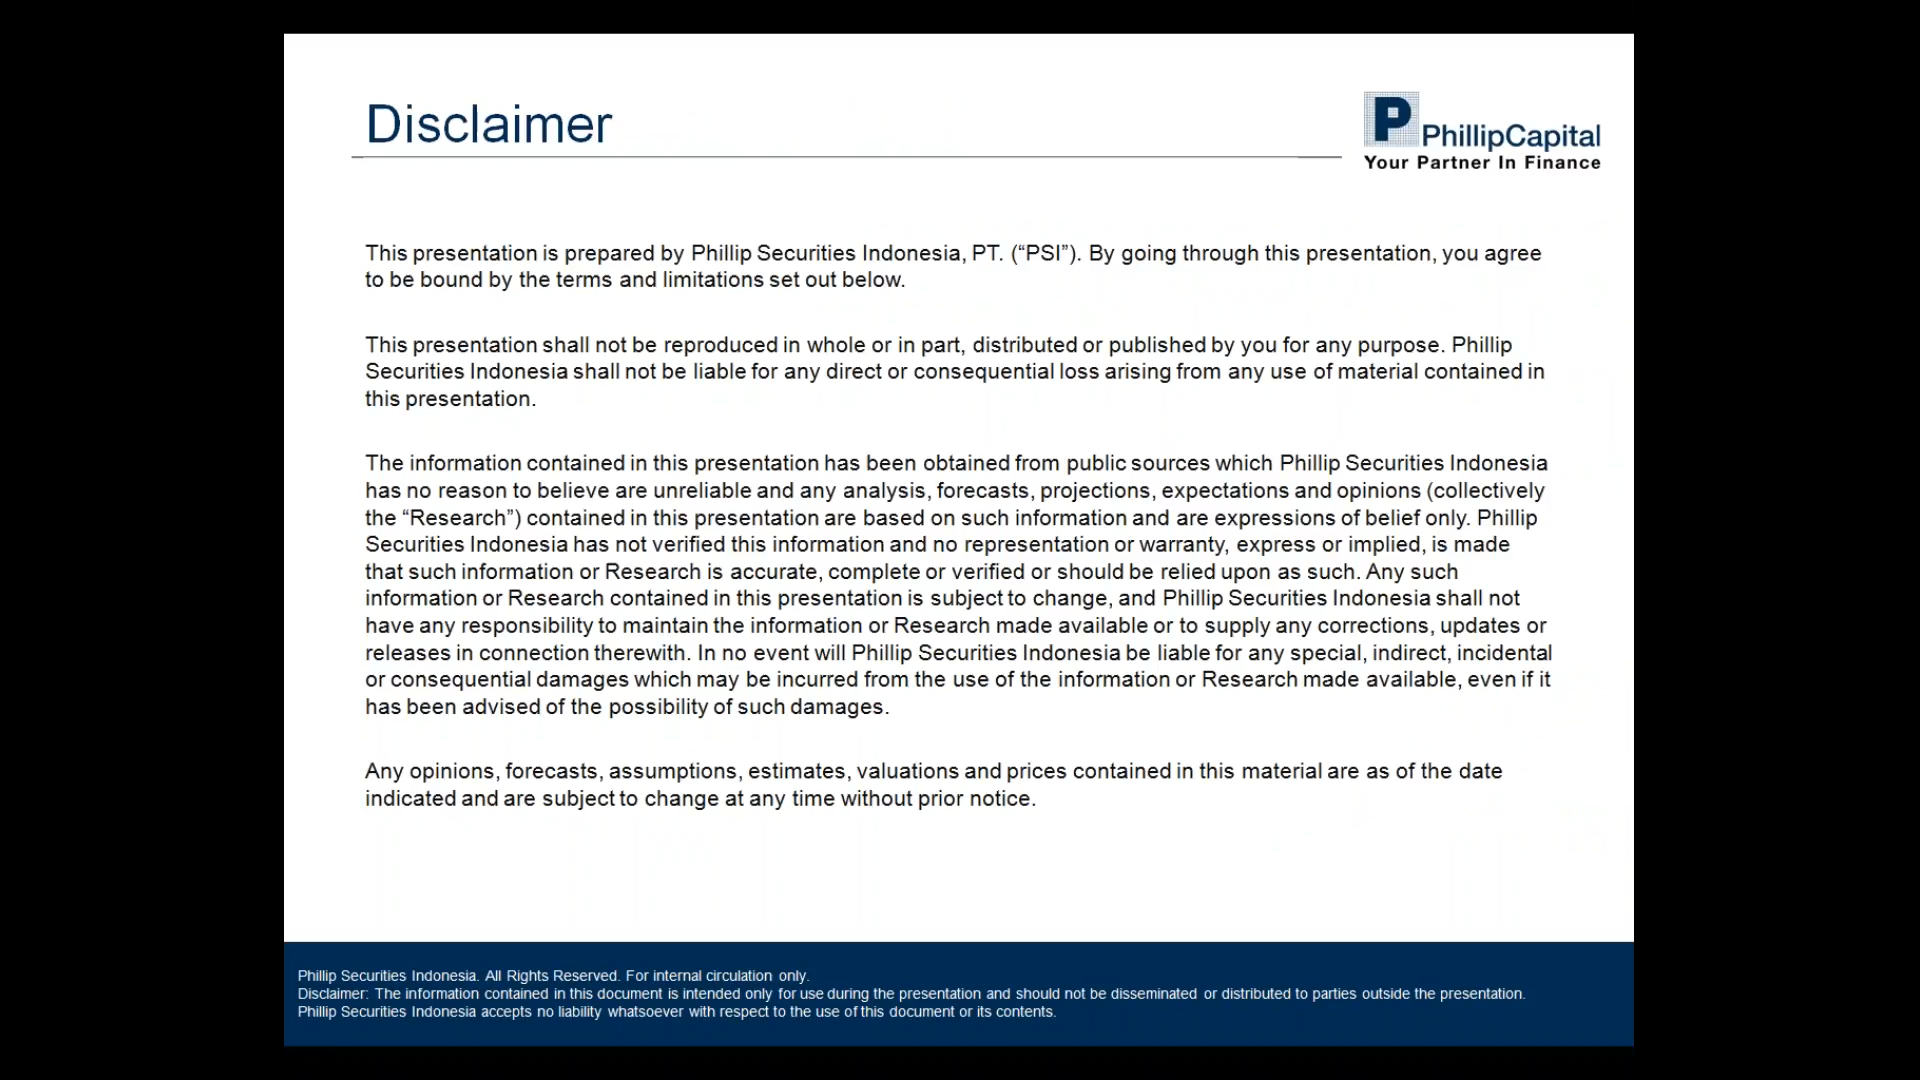 Disclaimer
P PhillipCapital
Your Partner In Finance
This presentation is prepared by Phillip Securities Indonesia, PT. (“PSI”). By going through this presentation, you agree
to be bound by the terms and limitations set out below.
This presentation shall not be reproduced in whole or in part, distributed or published by you for any purpose. Phillip
Securities Indonesia shall not be liable for any direct or consequential loss arising from any use of material contained in
this presentation.
The information contained in this presentation has been obtained from public sources which Phillip Securities Indonesia
has no reason to believe are unreliable and any analysis, forecasts, projections, expectations and opinions (collectively
the “Research”) contained in this presentation are based on such information and are expressions of belief only. Phillip
Securities Indonesia has not verified this information and no representation or warranty, express or implied, is made
that such information or Research is accurate, complete or verified or should be relied upon as such. Any such
information or Research contained in this presentation is subject to change, and Phillip Securities Indonesia shall not
have any responsibility to maintain the information or Research made available or to supply any corrections, updates or
releases in connection therewith. In no event will Phillip Securities Indonesia be liable for any special, indirect, incidental
or consequential damages which may be incurred from the use of the information or Research made available, even if it
has been advised of the possibility of such damages.
Any opinions, forecasts, assumptions, estimates, valuations and prices contained in this material are as of the date
indicated and are subject to change at any time without prior notice.
Phillip Securities Indonesia. All Rights Reserved. For internal circulation only.
Disclaimer: The information contained in this document is intended only for use during the presentation and should not be disseminated or distributed to parties outside the presentation.
Phillip Securities Indonesia accepts no liability whatsoever with respect to the use of this document or its contents.